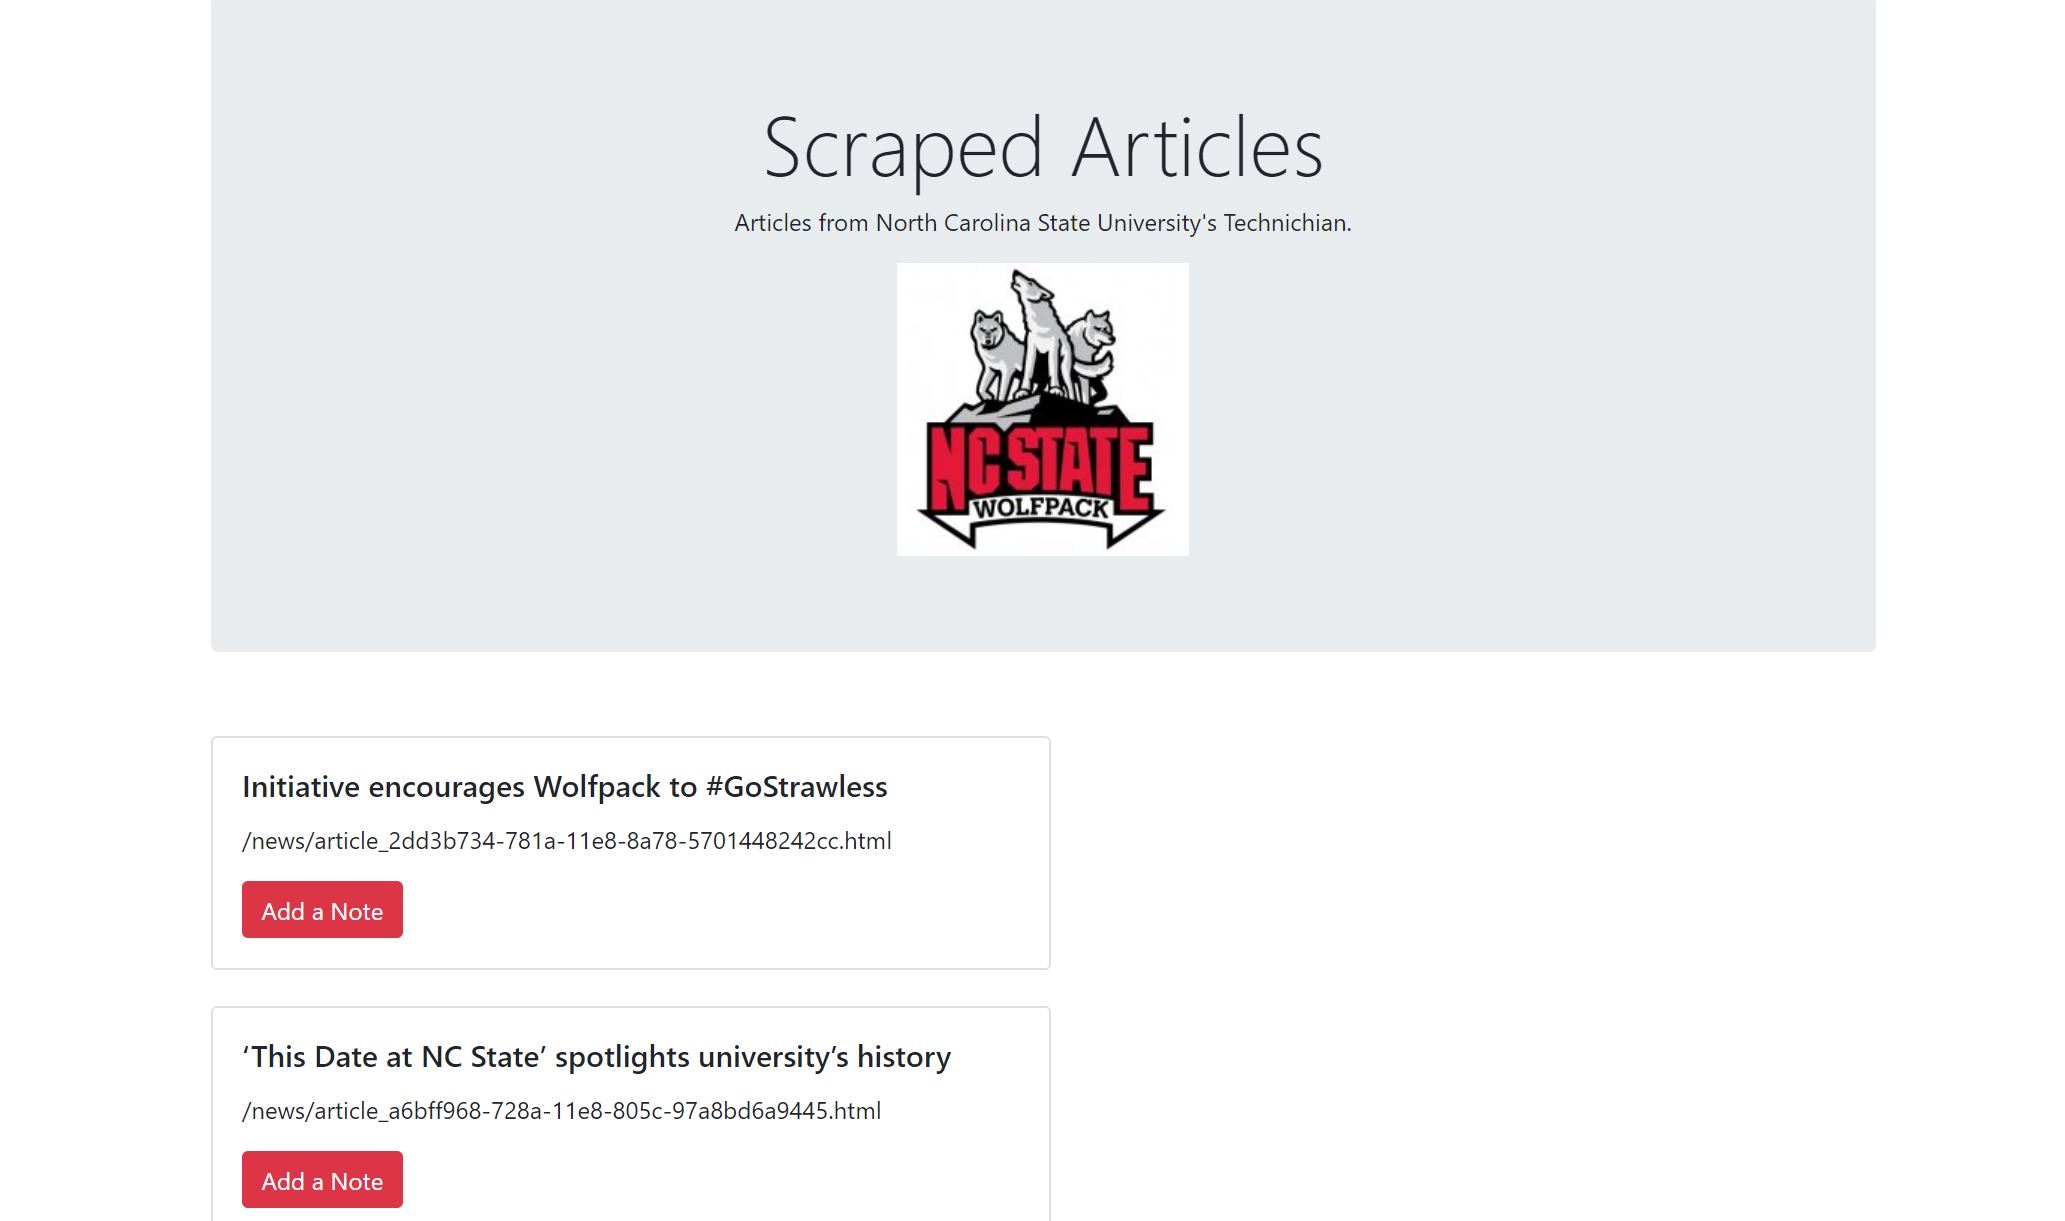 Scraped Articles
Articles from North Carolina State University's Technichian.
NC STATE
WOLFPACK
Initiative encourages Wolfpack to #GoStrawless
/news/article_2dd3b734-781a-11e8-8a78-5701448242cc.html
Add a Note
‘This Date at NC State’ spotlights university’s history
/news/article_a6bff968-728a-11e8-805c-97a8bd6a9445.html
Add a Note